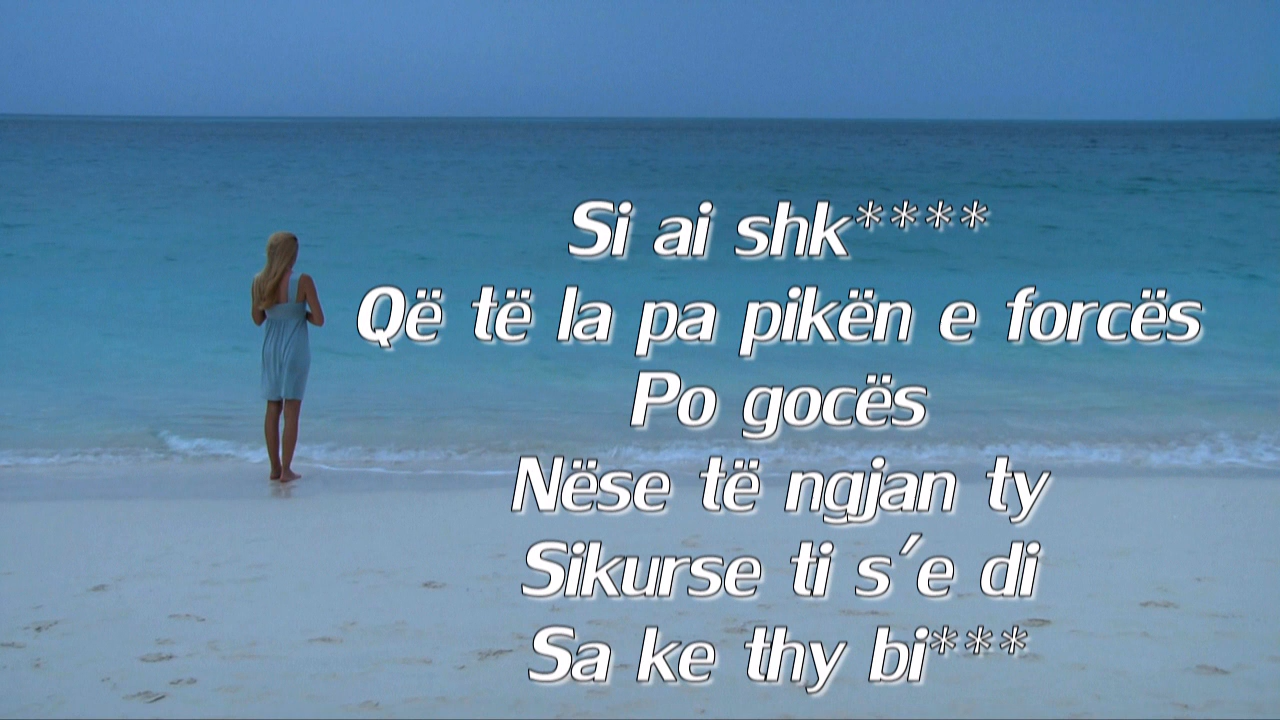 Si ai shk****
Që të la pa pikën e forcës
Po gocës
Nëse të ngjan ty
Sikurse ti s´e di
Sa ke thy bi***